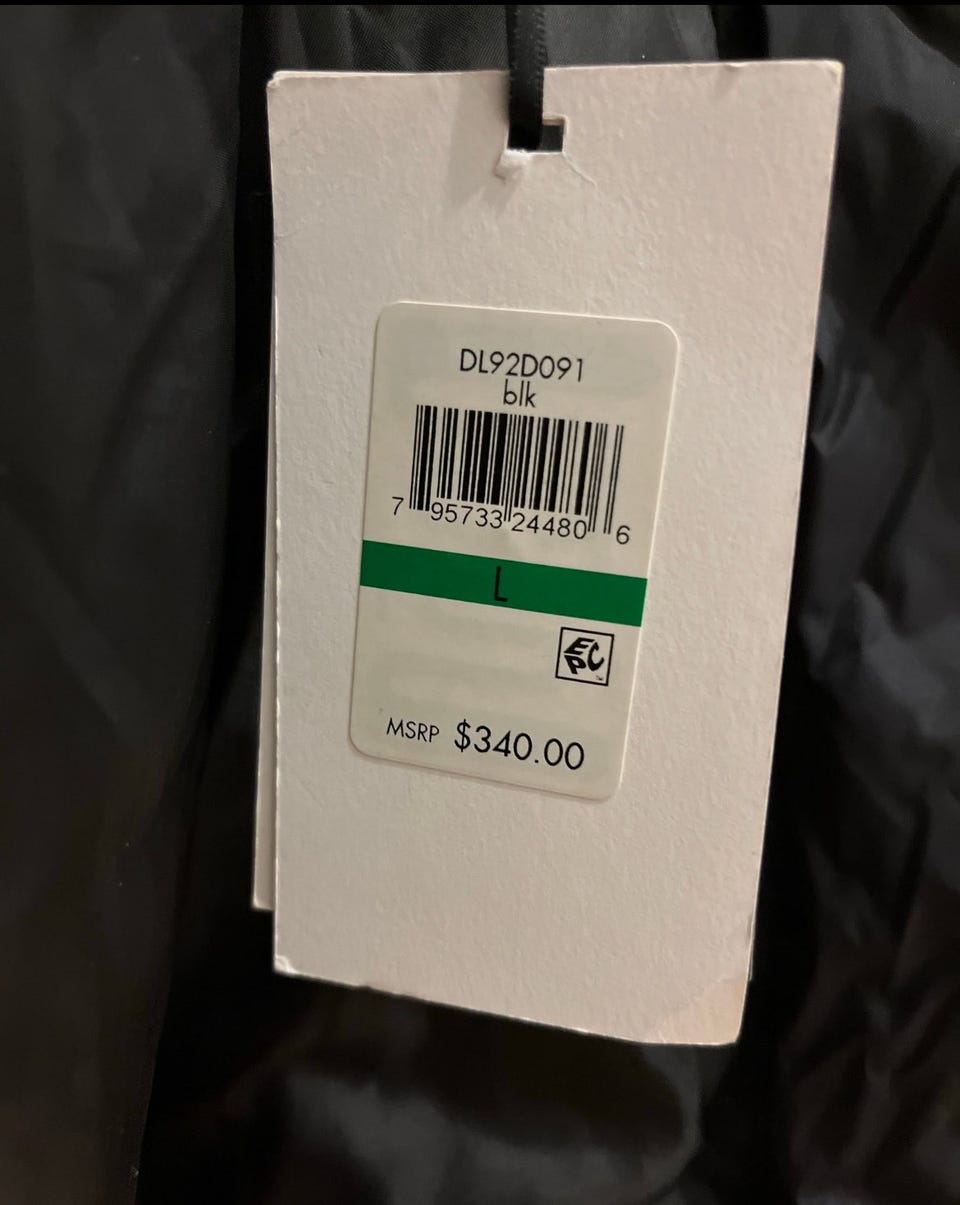 DL92D091
blk
7 95733 24480 6
L
EPC
MSRP $340.00